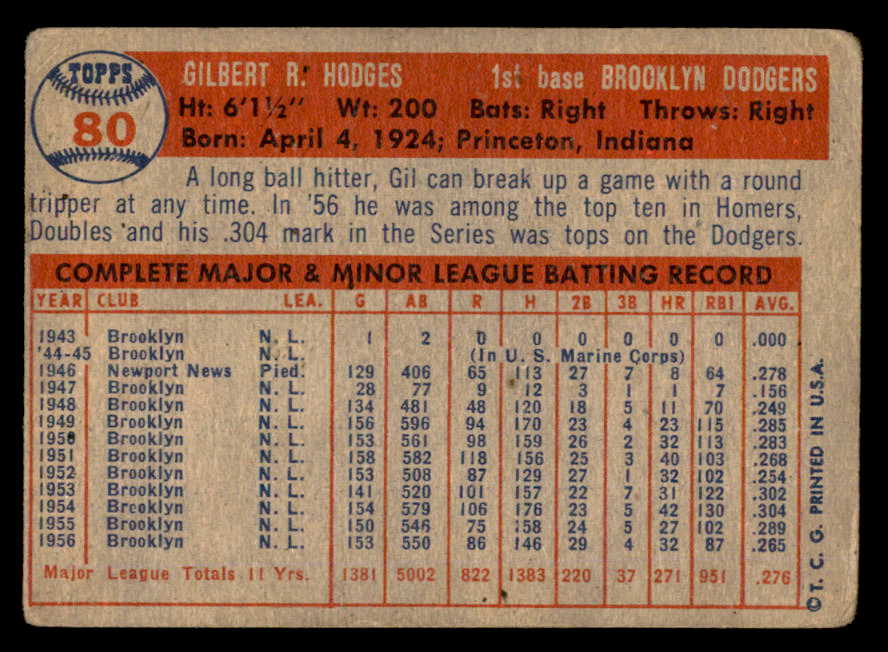 TOPPS
80
GILBERT R. HODGES 1st base BROOKLYN DODGERS
Ht: 6'1½" Wt: 200 Bats: Right Throws: Right
Born: April 4, 1924; Princeton, Indiana
A long ball hitter, Gil can break up a game with a round
tripper at any time. In '56 he was among the top ten in Homers,
Doubles and his .304 mark in the Series was tops on the Dodgers.
COMPLETE MAJOR & MINOR LEAGUE BATTING RECORD
YEAR CLUB LEA. G AB R H 2B 3B HR RBI AVG.
1943 Brooklyn N. L. 1 2 0 0 0 0 0 0 .000
'44-45 Brooklyn N. L. (In U. S. Marine Corps)
1946 Newport News Pied. 129 406 65 113 27 7 8 64 .278
1947 Brooklyn N. L. 28 77 9 12 3 1 1 7 .156
1948 Brooklyn N. L. 134 481 48 120 18 5 11 70 .249
1949 Brooklyn N. L. 156 596 94 170 23 4 23 115 .285
1950 Brooklyn N. L. 153 561 98 159 26 2 32 113 .283
1951 Brooklyn N. L. 158 582 118 156 25 3 40 103 .268
1952 Brooklyn N. L. 153 508 87 129 27 1 32 102 .254
1953 Brooklyn N. L. 141 520 101 157 22 7 31 122 .302
1954 Brooklyn N. L. 154 579 106 176 23 5 42 130 .304
1955 Brooklyn N. L. 150 546 75 158 24 5 27 102 .289
1956 Brooklyn N. L. 153 550 86 146 29 4 32 87 .265
Major League Totals 11 Yrs. 1381 5002 822 1383 220 37 271 951 .276
© T. C. G. PRINTED IN U.S.A.